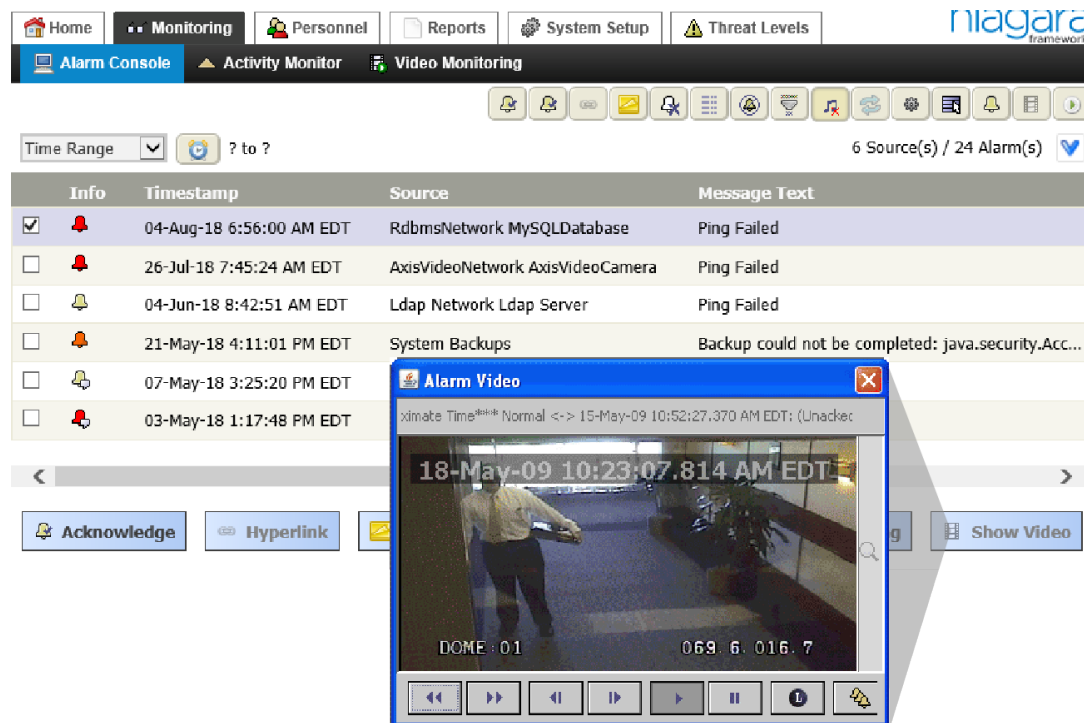 Home Monitoring Personnel Reports System Setup Threat Levels niagara
framework
Alarm Console Activity Monitor Video Monitoring
Time Range ? to ? 6 Source(s) / 24 Alarm(s)
Info Timestamp Source Message Text
04-Aug-18 6:56:00 AM EDT RdbmsNetwork MySQLDatabase Ping Failed
26-Jul-18 7:45:24 AM EDT AxisVideoNetwork AxisVideoCamera Ping Failed
04-Jun-18 8:42:51 AM EDT Ldap Network Ldap Server Ping Failed
21-May-18 4:11:01 PM EDT System Backups Backup could not be completed: java.security.Acc...
07-May-18 3:25:20 PM EDT
03-May-18 1:17:48 PM EDT
Alarm Video
ximate Time*** Normal <-> 15-May-09 10:52:27.370 AM EDT: (Unacked
18-May-09 10:23:07.814 AM EDT
DOME:01 069.6.016.7
L
Acknowledge Hyperlink g Show Video